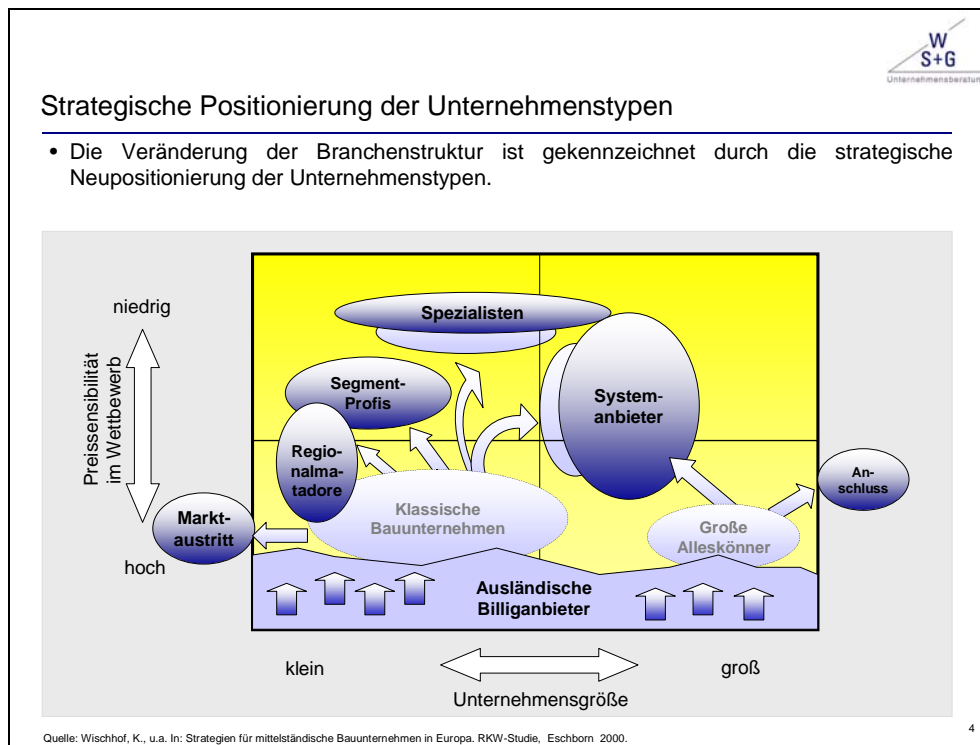 W
S+G
Unternehmensberatung
Strategische Positionierung der Unternehmenstypen
• Die Veränderung der Branchenstruktur ist gekennzeichnet durch die strategische
Neupositionierung der Unternehmenstypen.
niedrig
Preissensibilität
im Wettbewerb
hoch
Spezialisten
Segment-
Profis
System-
anbieter
Regio-
nalma-
tadore
An-
schluss
Markt-
austritt
Klassische
Bauunternehmen
Große
Alleskönner
Ausländische
Billiganbieter
klein
groß
Unternehmensgröße
Quelle: Wischhof, K., u.a. In: Strategien für mittelständische Bauunternehmen in Europa. RKW-Studie, Eschborn 2000.
4